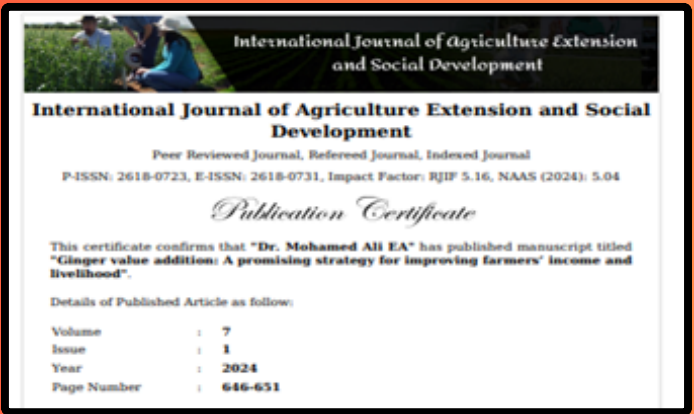 International Journal of Agriculture Extension
and Social Development
International Journal of Agriculture Extension and Social
Development
Peer Reviewed Journal, Refereed Journal, Indexed Journal
P-ISSN: 2618-0723, E-ISSN: 2618-0731, Impact Factor: RJIF 5.16, NAAS (2024): 5.04
Publication Certificate
This certificate confirms that "Dr. Mohamed Ali EA" has published manuscript titled
"Ginger value addition: A promising strategy for improving farmers' income and
livelihood".
Details of Published Article as follow:
Volume : 7
Issue : 1
Year : 2024
Page Number : 646-651